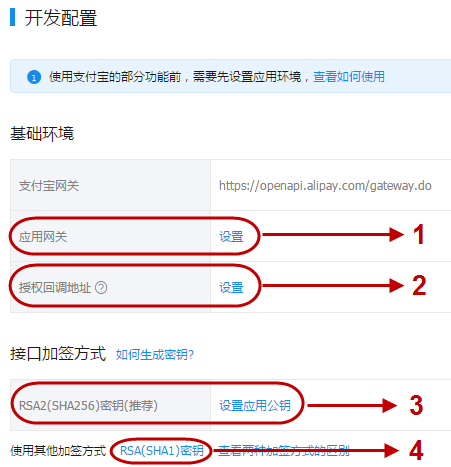 开发配置
使用支付宝的部分功能前，需要先设置应用环境，查看如何使用
基础环境
支付宝网关 https://openapi.alipay.com/gateway.do
应用网关 设置 1
授权回调地址 ? 设置 2
接口加签方式 如何生成密钥?
RSA2(SHA256)密钥(推荐) 设置应用公钥 3
使用其他加签方式 RSA(SHA1)密钥 查看两种加签方式的区别 4